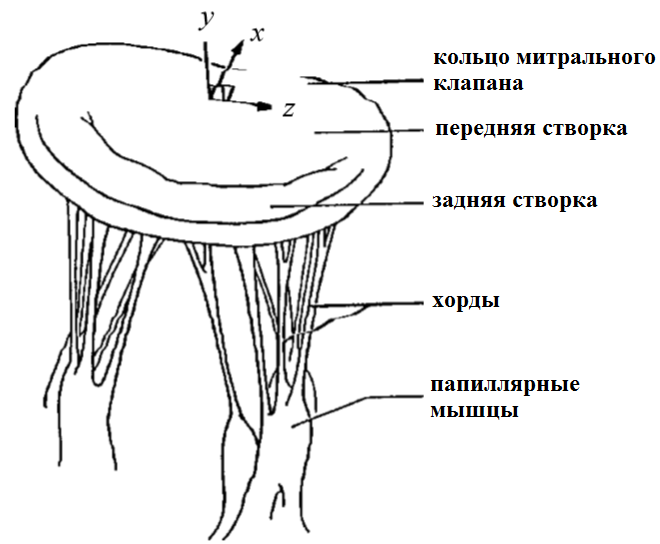 y
x
z
кольцо митрального
клапана
передняя створка
задняя створка
хорды
папиллярные
мышцы